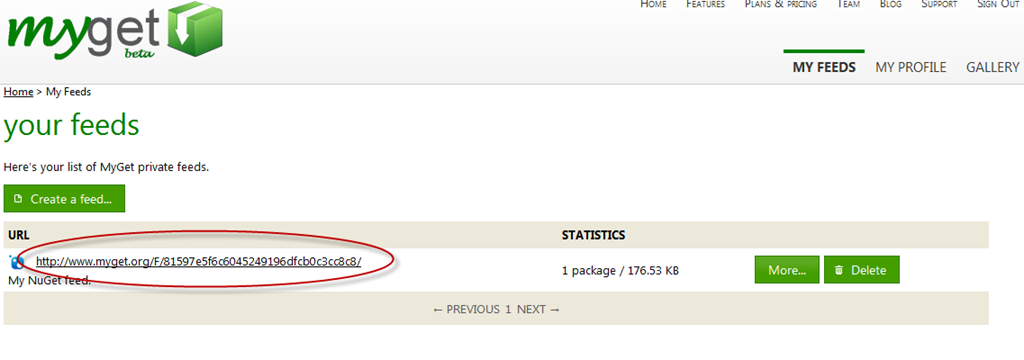 HOME FEATURES PLANS & PRICING TEAM BLOG SUPPORT SIGN OUT
myget
beta
MY FEEDS MY PROFILE GALLERY
Home > My Feeds
your feeds
Here's your list of MyGet private feeds.
Create a feed...
URL STATISTICS
http://www.myget.org/F/81597e5f6c6045249196dfcb0c3cc8c8/ 1 package / 176.53 KB More... Delete
My NuGet feed.
← PREVIOUS 1 NEXT →